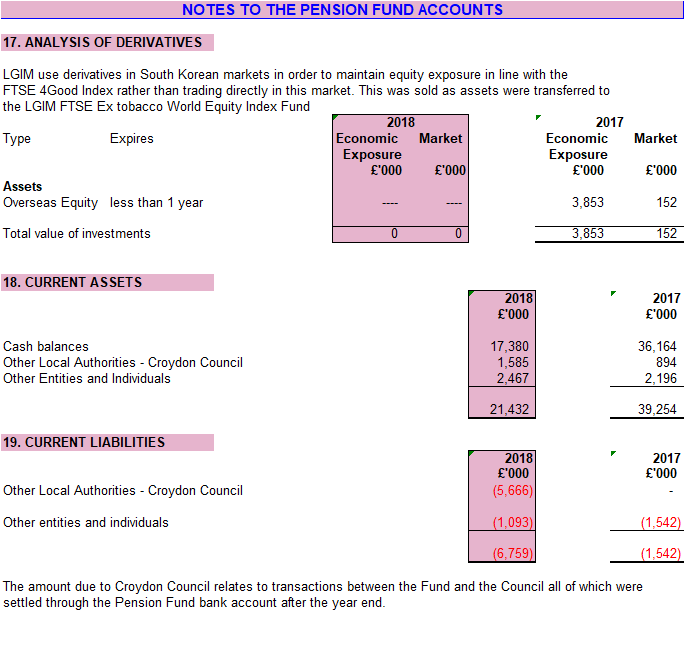 NOTES TO THE PENSION FUND ACCOUNTS
17. ANALYSIS OF DERIVATIVES
LGIM use derivatives in South Korean markets in order to maintain equity exposure in line with the
FTSE 4Good Index rather than trading directly in this market. This was sold as assets were transferred to
the LGIM FTSE Ex tobacco World Equity Index Fund
2018 2017
Type Expires Economic Market Economic Market
Exposure Exposure
£'000 £'000 £'000 £'000
Assets
Overseas Equity less than 1 year ---- ---- 3,853 152
Total value of investments 0 0 3,853 152
18. CURRENT ASSETS
2018 2017
£'000 £'000
Cash balances 17,380 36,164
Other Local Authorities - Croydon Council 1,585 894
Other Entities and Individuals 2,467 2,196
21,432 39,254
19. CURRENT LIABILITIES
2018 2017
£'000 £'000
Other Local Authorities - Croydon Council (5,666) -
Other entities and individuals (1,093) (1,542)
(6,759) (1,542)
The amount due to Croydon Council relates to transactions between the Fund and the Council all of which were
settled through the Pension Fund bank account after the year end.